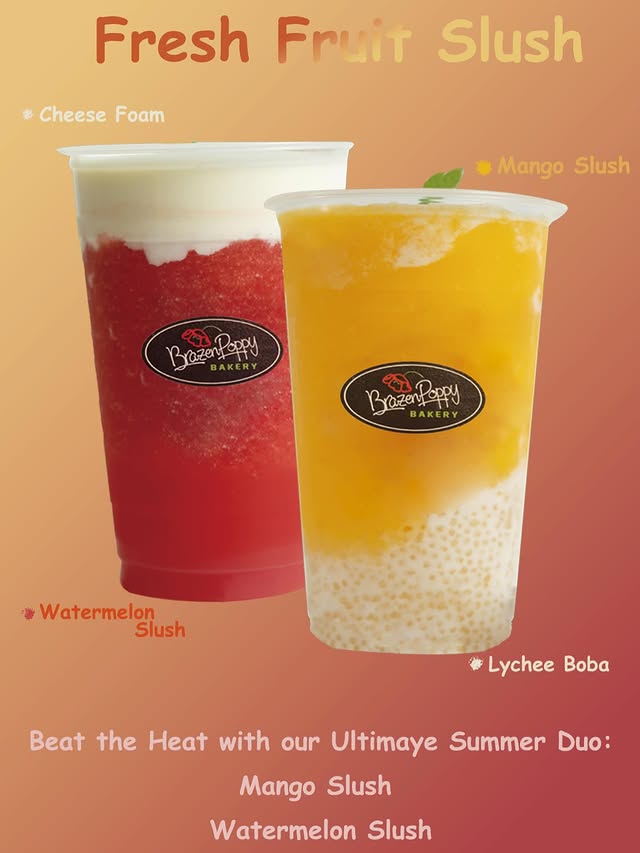 Fresh Fruit Slush
Cheese Foam
Mango Slush
BrazenPoppy
BAKERY
BrazenPoppy
BAKERY
Watermelon
Slush
Lychee Boba
Beat the Heat with our Ultimaye Summer Duo:
Mango Slush
Watermelon Slush